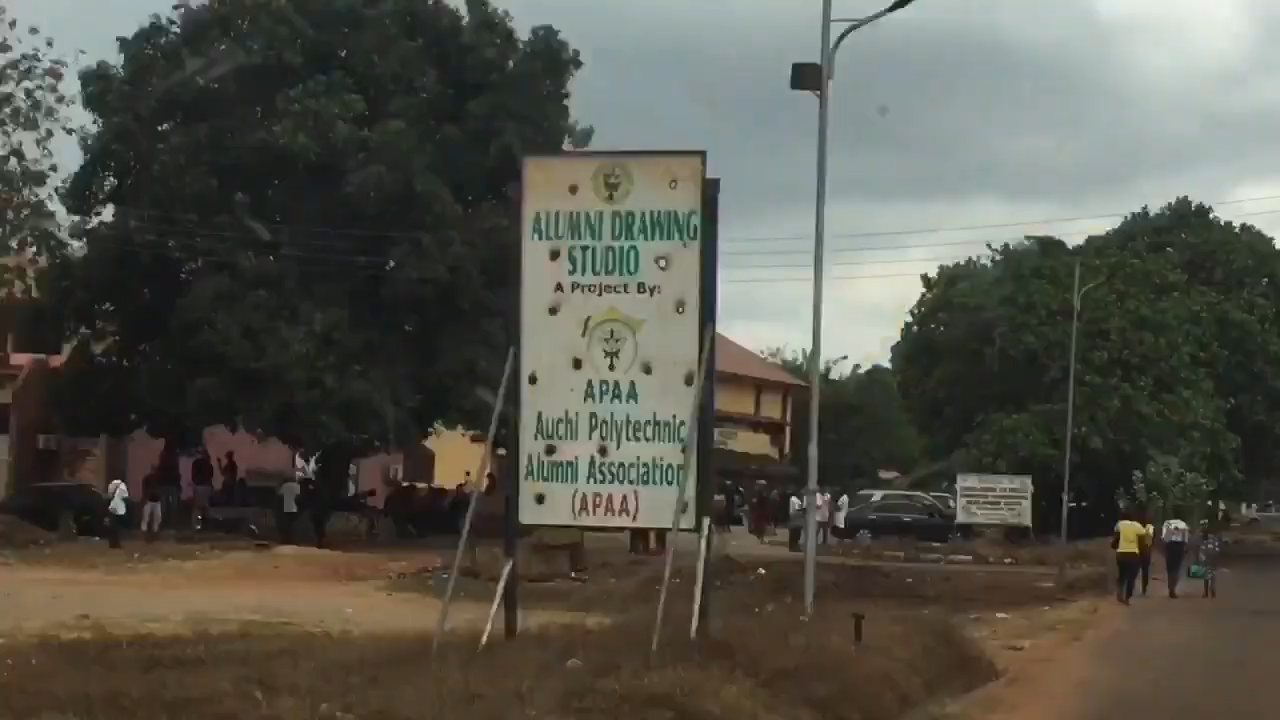 ALUMNI DRAWING
STUDIO
A Project By:
APAA
Auchi Polytechnic
Alumni Association
(APAA)